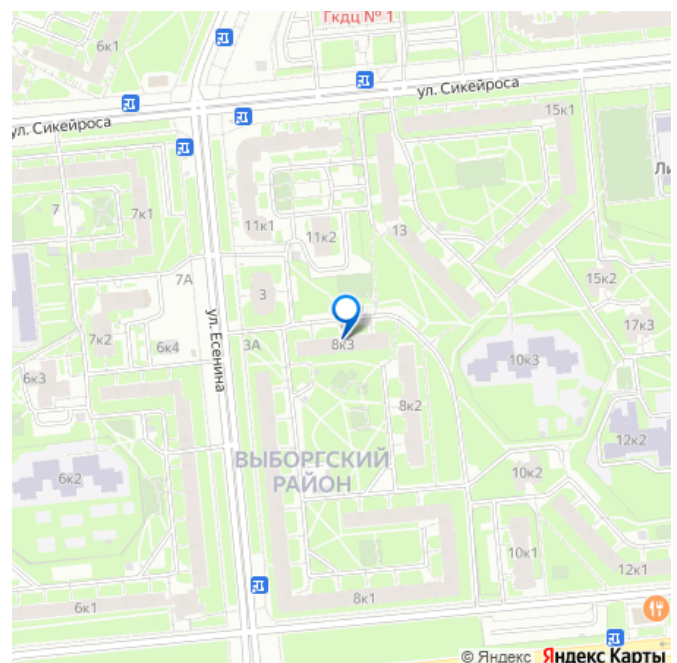 Гкдц № 1
6к1
ул. Сикейроса
15к1
ул. Сикейроса
Ли
7
7к1
11к1
11к2
13
7А
15к2
3
17к3
ул. Есенина
7к2
6к4
3А
8к3
10к3
6к3
8к2
12к2
ВЫБОРГСКИЙ
РАЙОН
6к2
10к2
10к1
12к1
6к1
8к1
© Яндекс Яндекс Карты